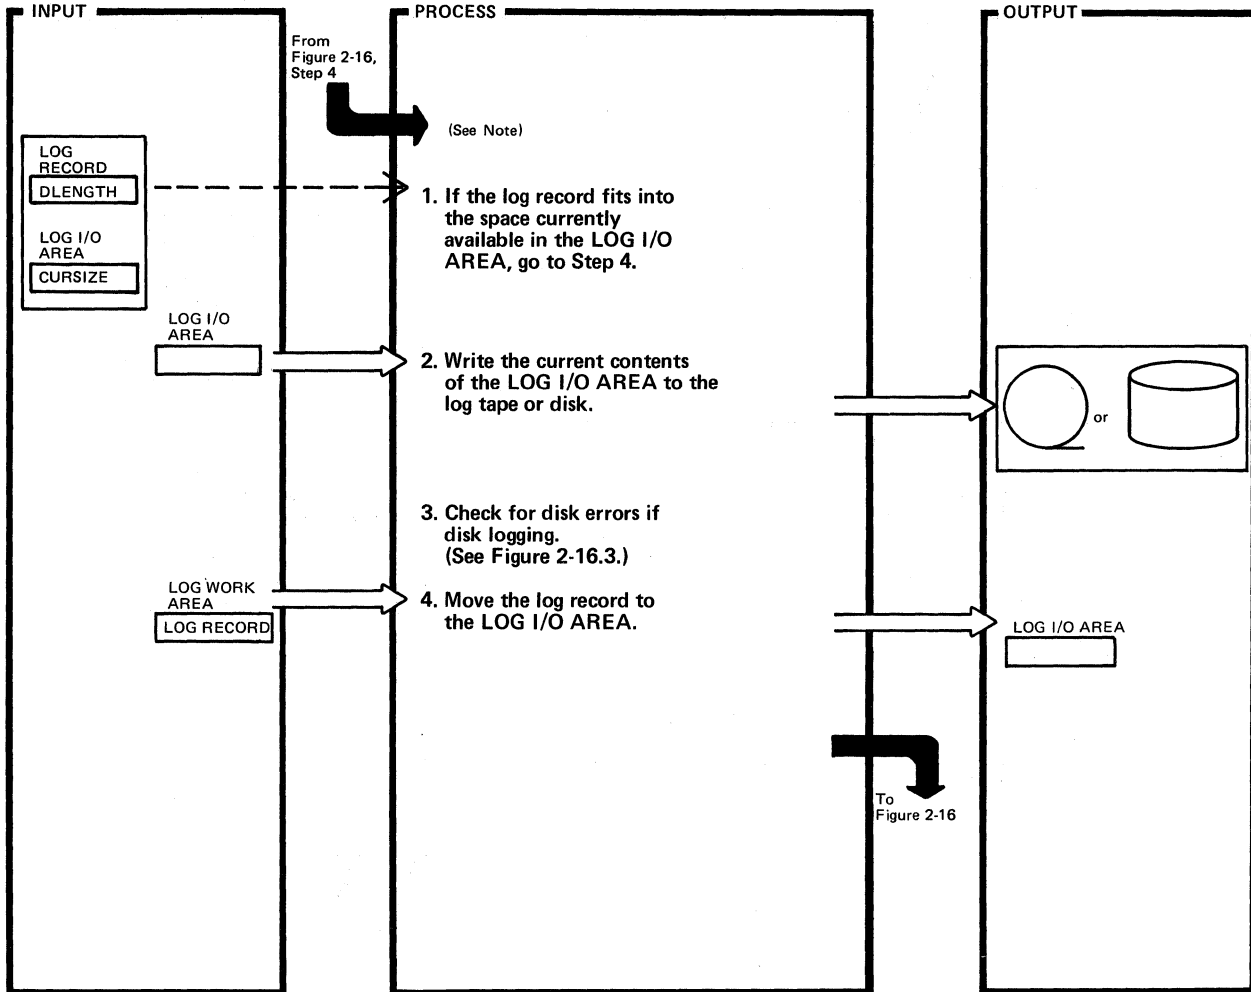 INPUT
PROCESS
OUTPUT
From
Figure 2-16,
Step 4
(See Note)
LOG
RECORD
DLENGTH
LOG I/O
AREA
CURSIZE
1. If the log record fits into
the space currently
available in the LOG I/O
AREA, go to Step 4.
LOG I/O
AREA
2. Write the current contents
of the LOG I/O AREA to the
log tape or disk.
or
3. Check for disk errors if
disk logging.
(See Figure 2-16.3.)
LOG WORK
AREA
LOG RECORD
4. Move the log record to
the LOG I/O AREA.
LOG I/O AREA
To
Figure 2-16